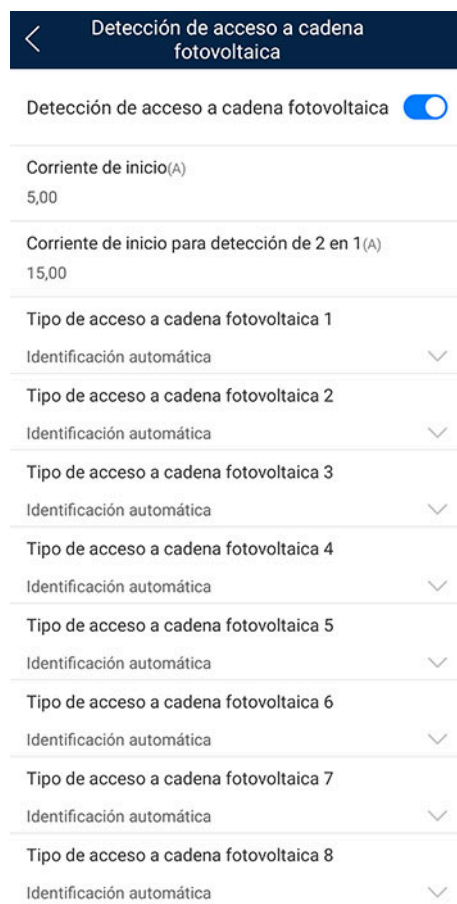 Detección de acceso a cadena
fotovoltaica
Detección de acceso a cadena fotovoltaica
Corriente de inicio(A)
5,00
Corriente de inicio para detección de 2 en 1(A)
15,00
Tipo de acceso a cadena fotovoltaica 1
Identificación automática
Tipo de acceso a cadena fotovoltaica 2
Identificación automática
Tipo de acceso a cadena fotovoltaica 3
Identificación automática
Tipo de acceso a cadena fotovoltaica 4
Identificación automática
Tipo de acceso a cadena fotovoltaica 5
Identificación automática
Tipo de acceso a cadena fotovoltaica 6
Identificación automática
Tipo de acceso a cadena fotovoltaica 7
Identificación automática
Tipo de acceso a cadena fotovoltaica 8
Identificación automática